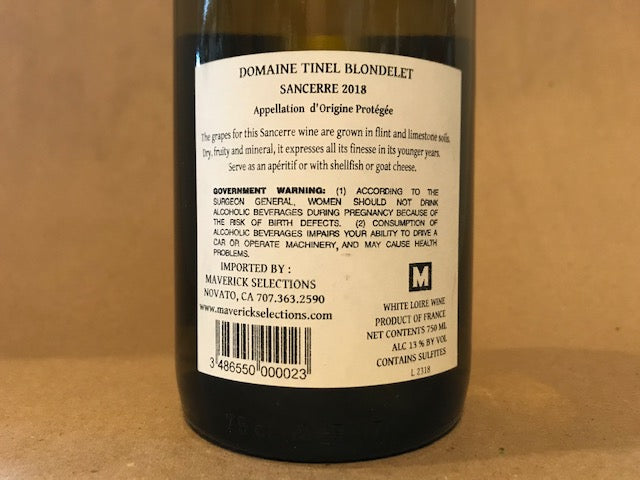 DOMAINE TINEL BLONDELET
SANCERRE 2018
Appellation d'Origine Protégée
The grapes for this Sancerre wine are grown in flint and limestone soils.
Dry, fruity and mineral, it expresses all its finesse in its younger years.
Serve as an apéritif or with shellfish or goat cheese.
GOVERNMENT WARNING: (1) ACCORDING TO THE
SURGEON GENERAL, WOMEN SHOULD NOT DRINK
ALCOHOLIC BEVERAGES DURING PREGNANCY BECAUSE OF
THE RISK OF BIRTH DEFECTS. (2) CONSUMPTION OF
ALCOHOLIC BEVERAGES IMPAIRS YOUR ABILITY TO DRIVE A
CAR OR OPERATE MACHINERY, AND MAY CAUSE HEALTH
PROBLEMS.
IMPORTED BY :
MAVERICK SELECTIONS
NOVATO, CA 707.363.2590
www.maverickselections.com
3 486550 000023
M
WHITE LOIRE WINE
PRODUCT OF FRANCE
NET CONTENTS 750 ML
ALC 13 % BY VOL
CONTAINS SULFITES
L 2318